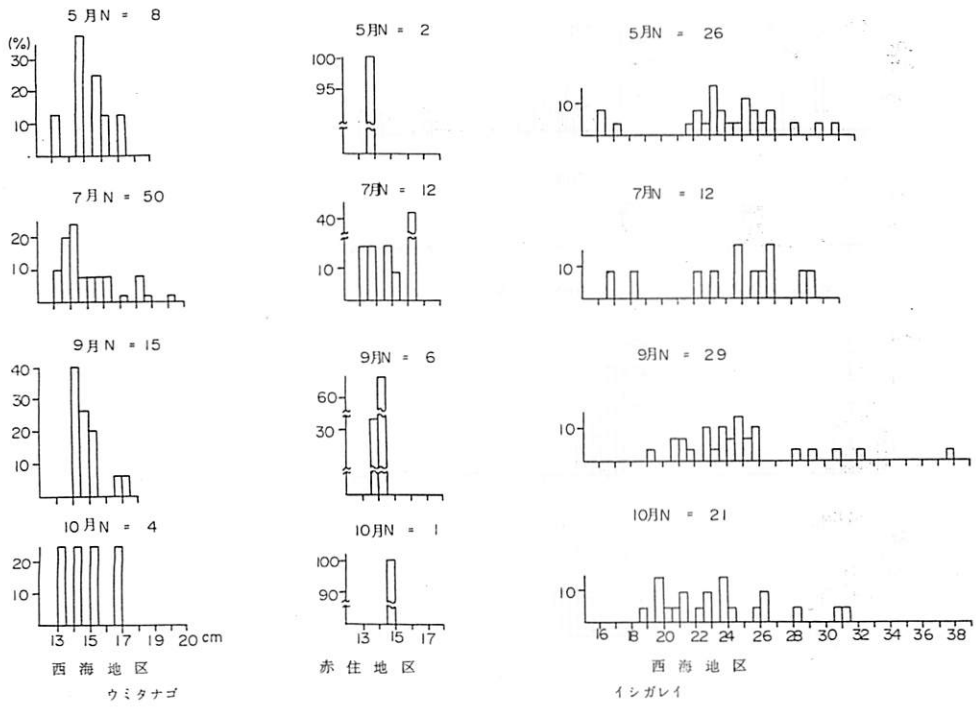 5月N = 8
(%)
30
20
10
7月N = 50
20
10
9月N = 15
40
30
20
10
10月N = 4
20
10
13 15 17 19 20 cm
西海地区
ウミタナゴ
5月N = 2
100
95
7月N = 12
40
10
9月N = 6
60
30
10月N = 1
100
90
13 15 17
赤住地区
5月N = 26
10
7月N = 12
10
9月N = 29
10
10月N = 21
10
16 18 20 22 24 26 28 30 32 34 36 38
西海地区
イシガレイ